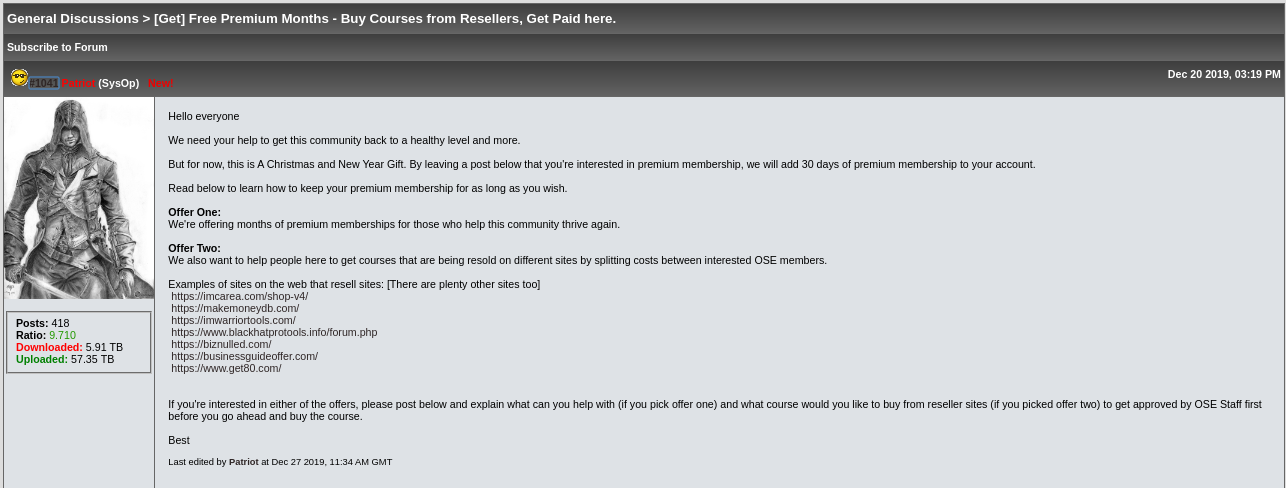 General Discussions > [Get] Free Premium Months - Buy Courses from Resellers, Get Paid here.
Subscribe to Forum
#1041 Patriot (SysOp) New!
Dec 20 2019, 03:19 PM
Posts: 418
Ratio: 9.710
Downloaded: 5.91 TB
Uploaded: 57.35 TB
Hello everyone
We need your help to get this community back to a healthy level and more.
But for now, this is A Christmas and New Year Gift. By leaving a post below that you're interested in premium membership, we will add 30 days of premium membership to your account.
Read below to learn how to keep your premium membership for as long as you wish.
Offer One:
We're offering months of premium memberships for those who help this community thrive again.
Offer Two:
We also want to help people here to get courses that are being resold on different sites by splitting costs between interested OSE members.
Examples of sites on the web that resell sites: [There are plenty other sites too]
https://imcarea.com/shop-v4/
https://makemoneydb.com/
https://imwarriortools.com/
https://www.blackhatprotools.info/forum.php
https://biznulled.com/
https://businessguideoffer.com/
https://www.get80.com/
If you're interested in either of the offers, please post below and explain what can you help with (if you pick offer one) and what course would you like to buy from reseller sites (if you picked offer two) to get approved by OSE Staff first
before you go ahead and buy the course.
Best
Last edited by Patriot at Dec 27 2019, 11:34 AM GMT